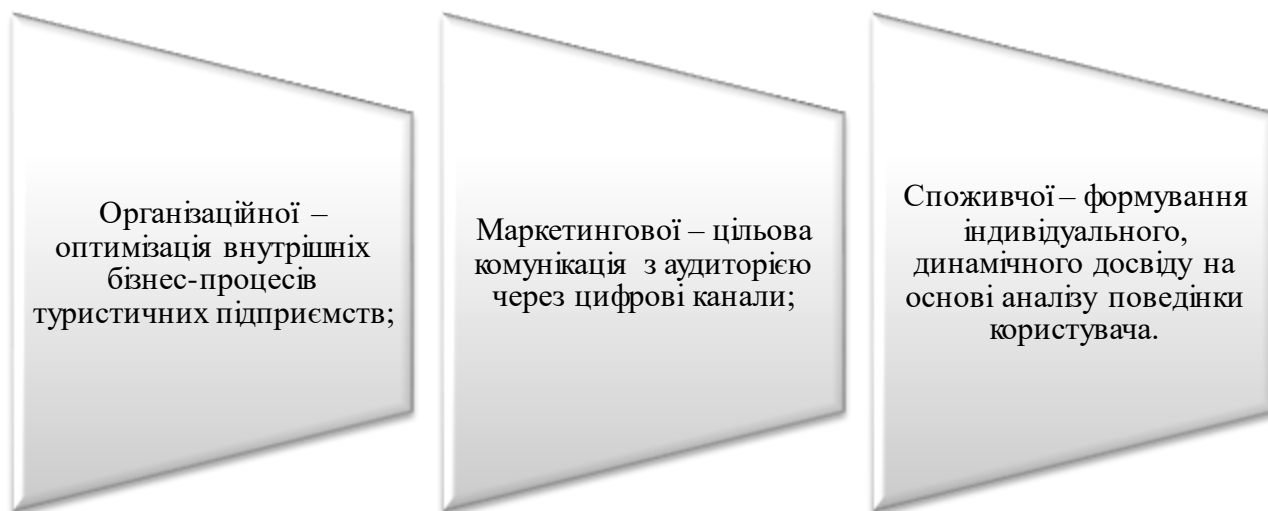 Організаційної –
оптимізація внутрішніх
бізнес-процесів
туристичних підприємств;
Маркетингової – цільова
комунікація з аудиторією
через цифрові канали;
Споживчої – формування
індивідуального,
динамічного досвіду на
основі аналізу поведінки
користувача.